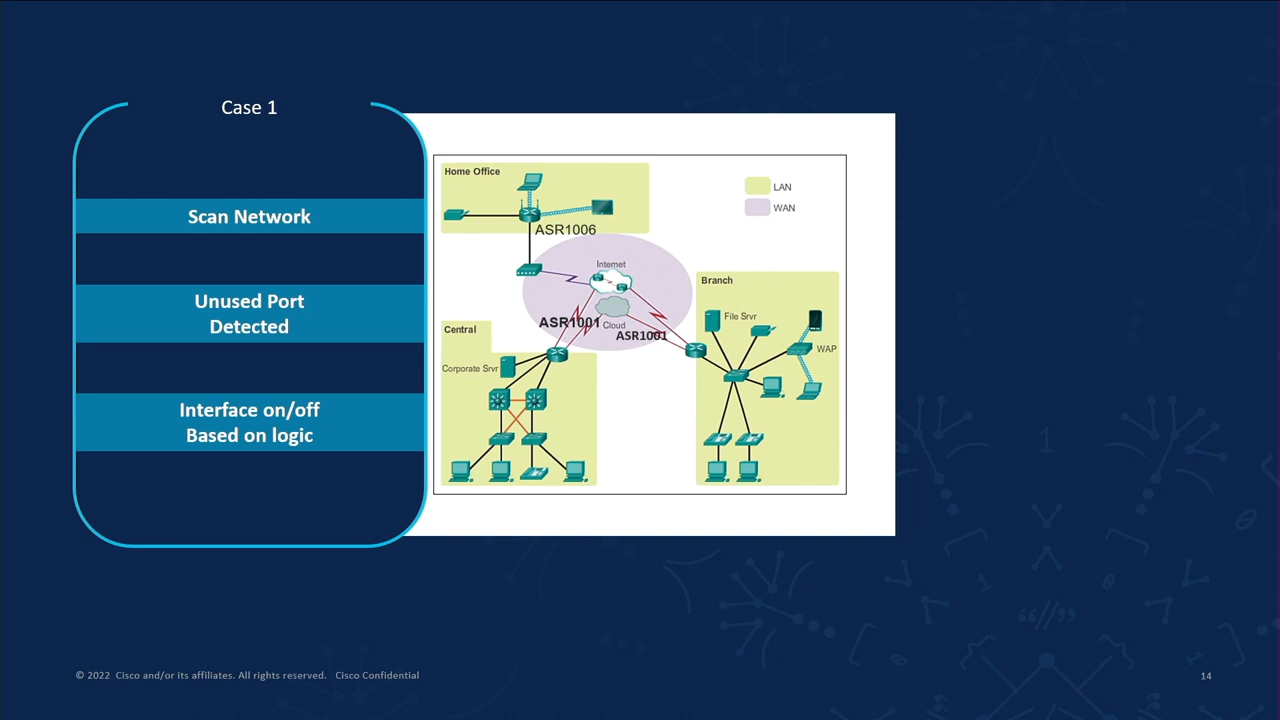 Case 1
Scan Network
Unused Port
Detected
Interface on/off
Based on logic
Home Office
LAN
WAN
ASR1006
Internet
Branch
File Srvr
ASR1001
Cloud
ASR1001
Central
WAP
Corporate Srvr
© 2022 Cisco and/or its affiliates. All rights reserved. Cisco Confidential
14